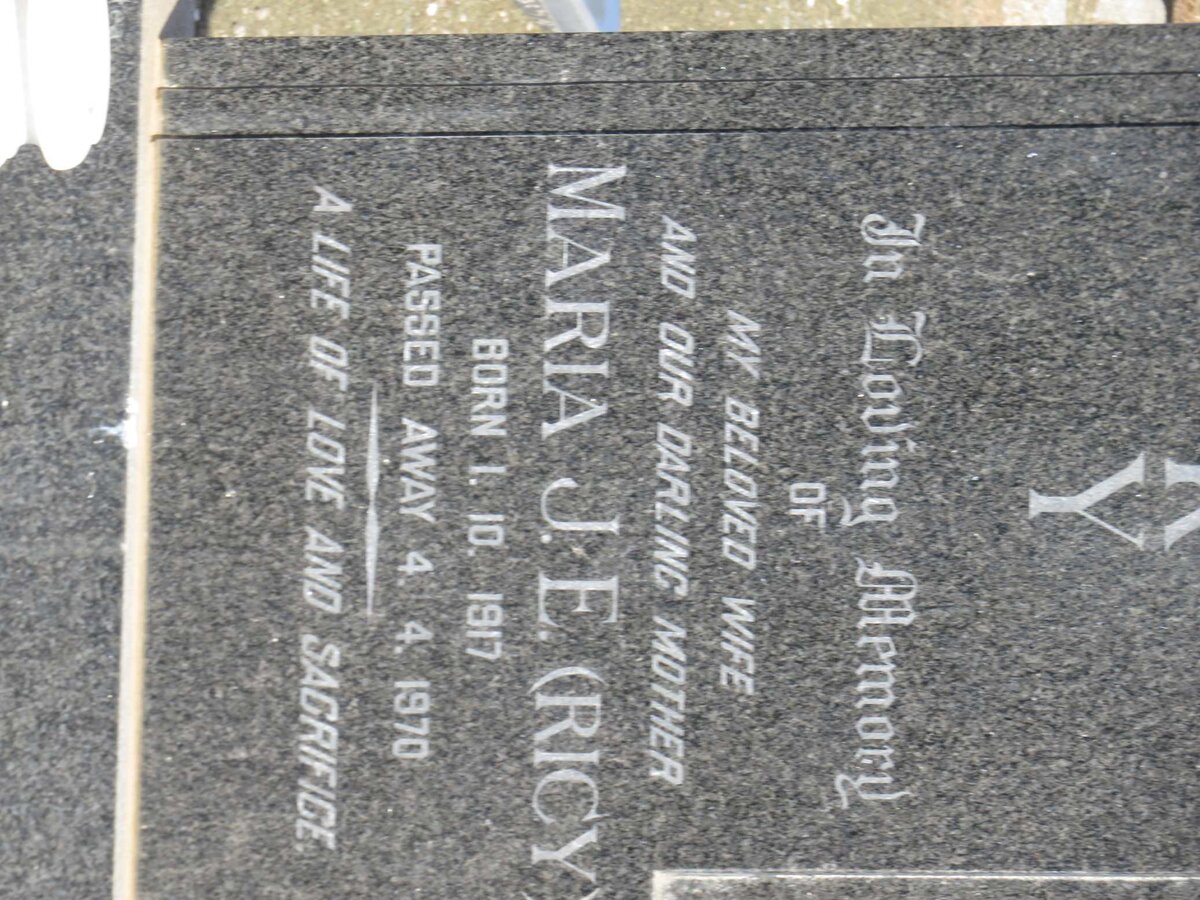 Y
In Loving Memory
OF
MY BELOVED WIFE
AND OUR DARLING MOTHER
MARIA J. E. (RICY)
BORN 1. 10. 1917
PASSED AWAY 4. 4. 1970
A LIFE OF LOVE AND SACRIFICE.